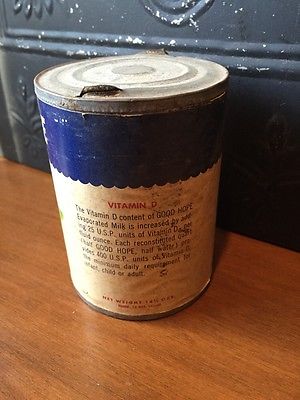 VITAMIN D
The Vitamin D content of GOOD HOPE
Evaporated Milk is increased by add-
ing 25 U.S.P. units of Vitamin D, per
fluid ounce. Each reconstituted quart
(half GOOD HOPE, half water) pro-
vides 400 U.S.P. units of Vitamin D,
the minimum daily requirement for
infant, child or adult.
NET WEIGHT 14½ OZS.